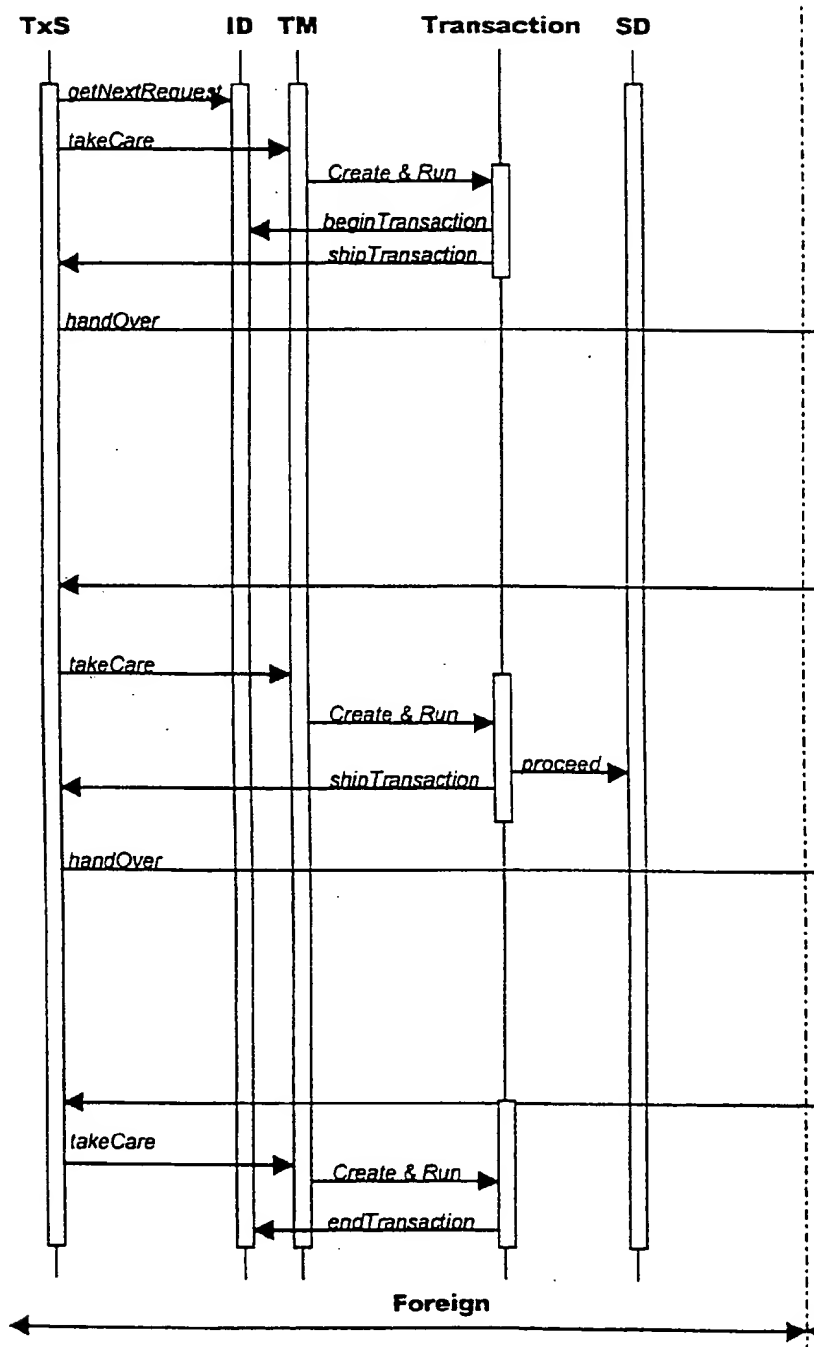 TxS ID TM Transaction SD
getNextRequest
takeCare
Create & Run
beginTransaction
shipTransaction
handOver
takeCare
Create & Run
proceed
shipTransaction
handOver
takeCare
Create & Run
endTransaction
Foreign